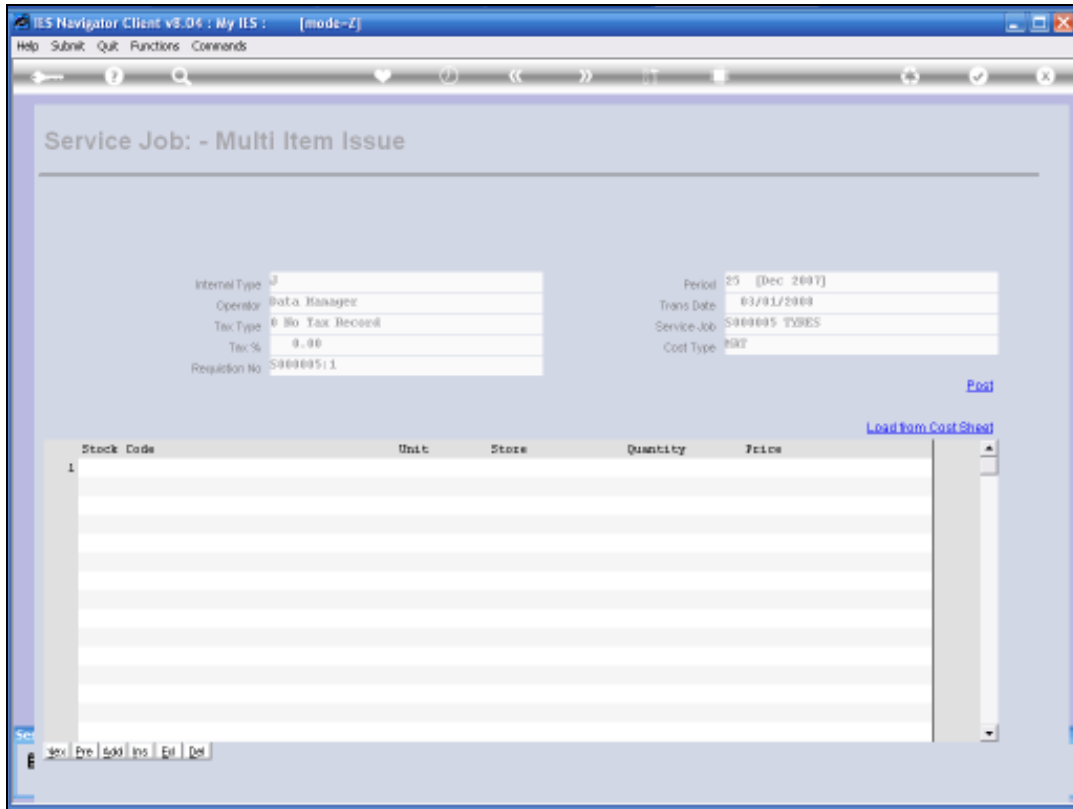 IES Navigator Client v8.04 : My IES : [mode=Z]
Help Submit Quit Functions Commands
Service Job: - Multi Item Issue
Internal Type J
Period 25 [Dec 2007]
Operator Data Manager
Trans Date 03/01/2008
Tax Type 0 No Tax Record
Service Job S000005 TYRES
Tax % 0.00
Cost Type
Requistion No S000005:1
Post
Load from Cost Sheet
Stock Code Unit Store Quantity Price
1
Nex Pre Add Ins Del